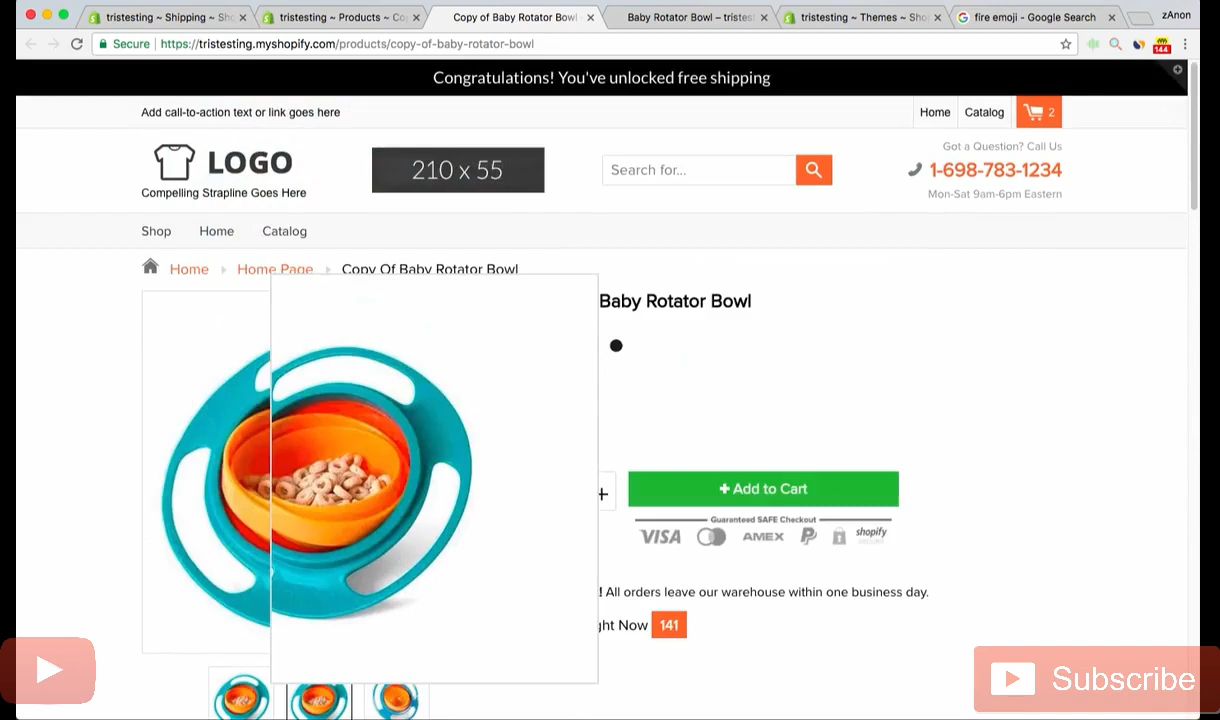 tristesting ~ Shipping ~ Sho
tristesting ~ Products ~ Cop
Copy of Baby Rotator Bowl
Baby Rotator Bowl – tristest
tristesting ~ Themes ~ Shop
fire emoji - Google Search
zAnon
Secure
https://tristesting.myshopify.com/products/copy-of-baby-rotator-bowl
144
Congratulations! You've unlocked free shipping
Add call-to-action text or link goes here
Home
Catalog
2
LOGO
Compelling Strapline Goes Here
210 x 55
Search for...
Got a Question? Call Us
1-698-783-1234
Mon-Sat 9am-6pm Eastern
Shop
Home
Catalog
Home
Home Page
Copy Of Baby Rotator Bowl
Baby Rotator Bowl
+
+ Add to Cart
Guaranteed SAFE Checkout
VISA
AMEX
shopify
! All orders leave our warehouse within one business day.
ght Now 141
Subscribe